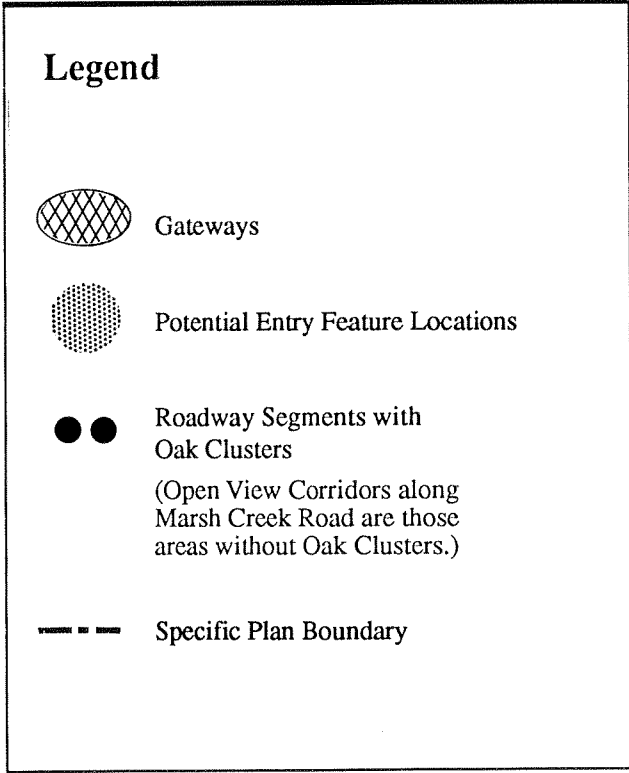 Legend
Gateways
Potential Entry Feature Locations
Roadway Segments with
Oak Clusters
(Open View Corridors along
Marsh Creek Road are those
areas without Oak Clusters.)
Specific Plan Boundary